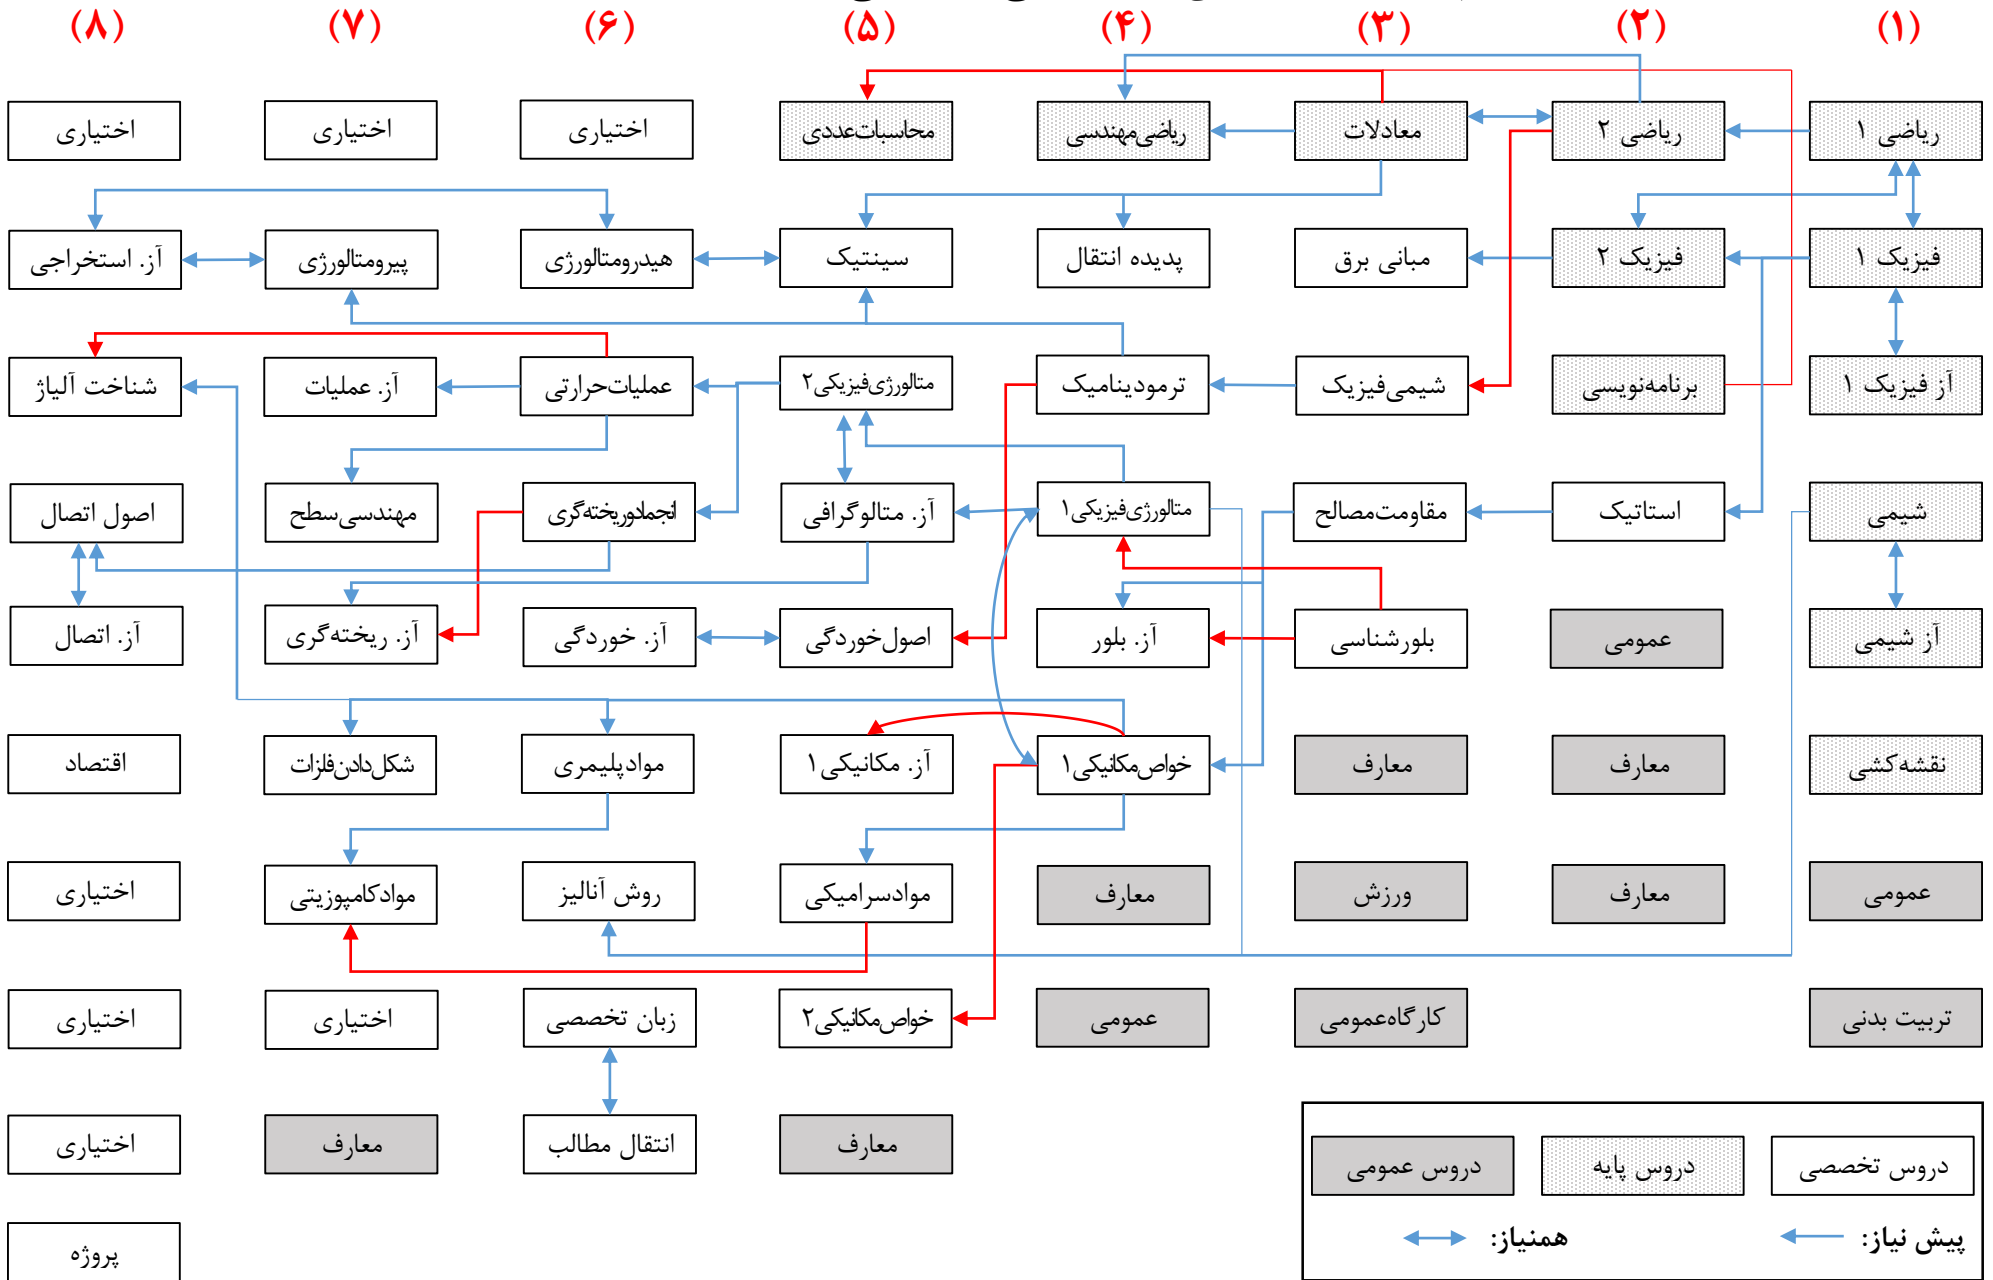 (۱) (۲) (۳) (۴) (۵) (۶) (۷) (۸)
ریاضی ۱
ریاضی ۲
معادلات
ریاضی‌مهندسی
محاسبات‌عددی
اختیاری
اختیاری
اختیاری
فیزیک ۱
فیزیک ۲
مبانی برق
پدیده انتقال
سینتیک
هیدرومتالورژی
پیرومتالورژی
آز. استخراجی
آز فیزیک ۱
برنامه‌نویسی
شیمی‌فیزیک
ترمودینامیک
متالورژی‌فیزیکی۲
عملیات‌حرارتی
آز. عملیات
شناخت آلیاژ
شیمی
استاتیک
مقاومت‌مصالح
متالورژی‌فیزیکی۱
آز. متالوگرافی
انجمادوریخته‌گری
مهندسی‌سطح
اصول اتصال
آز شیمی
عمومی
بلورشناسی
آز. بلور
اصول‌خوردگی
آز. خوردگی
آز. ریخته‌گری
آز. اتصال
نقشه‌کشی
معارف
معارف
خواص‌مکانیکی۱
آز. مکانیکی۱
موادپلیمری
شکل‌دادن‌فلزات
اقتصاد
عمومی
معارف
ورزش
معارف
موادسرامیکی
روش آنالیز
موادکامپوزیتی
اختیاری
تربیت بدنی
کارگاه‌عمومی
عمومی
خواص‌مکانیکی۲
زبان تخصصی
اختیاری
اختیاری
معارف
انتقال مطالب
معارف
اختیاری
دروس تخصصی
دروس پایه
دروس عمومی
پیش نیاز:
همنیاز:
پروژه